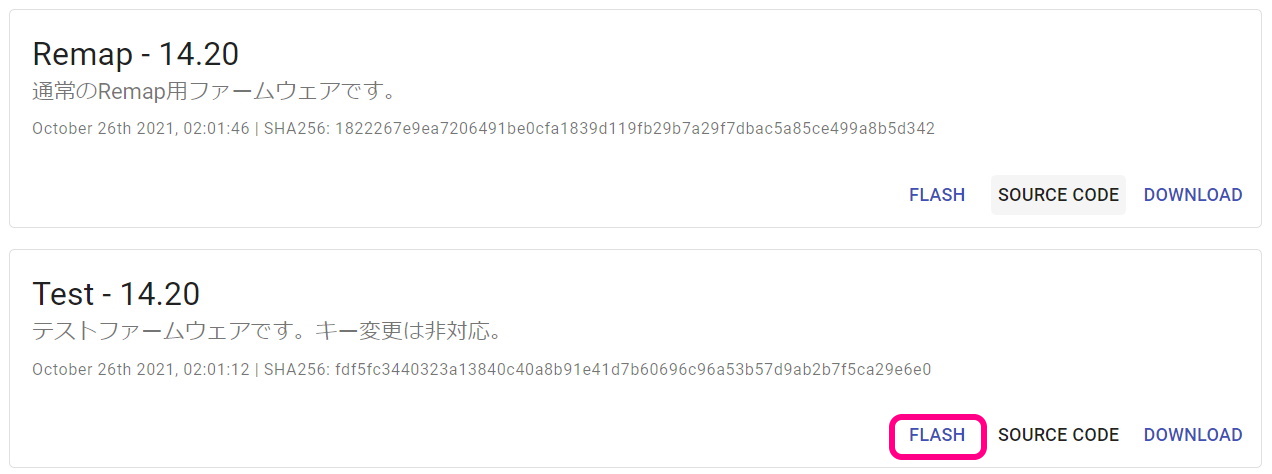 Remap - 14.20
通常のRemap用ファームウェアです。
October 26th 2021, 02:01:46 | SHA256: 1822267e9ea7206491be0cfa1839d119fb29b7a29f7dbac5a85ce499a8b5d342
FLASH SOURCE CODE DOWNLOAD
Test - 14.20
テストファームウェアです。キー変更は非対応。
October 26th 2021, 02:01:12 | SHA256: fdf5fc3440323a13840c40a8b91e41d7b60696c96a53b57d9ab2b7f5ca29e6e0
FLASH SOURCE CODE DOWNLOAD